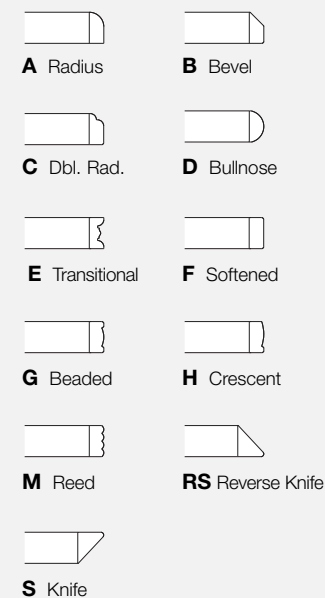 A Radius
B Bevel
C Dbl. Rad.
D Bullnose
E Transitional
F Softened
G Beaded
H Crescent
M Reed
RS Reverse Knife
S Knife